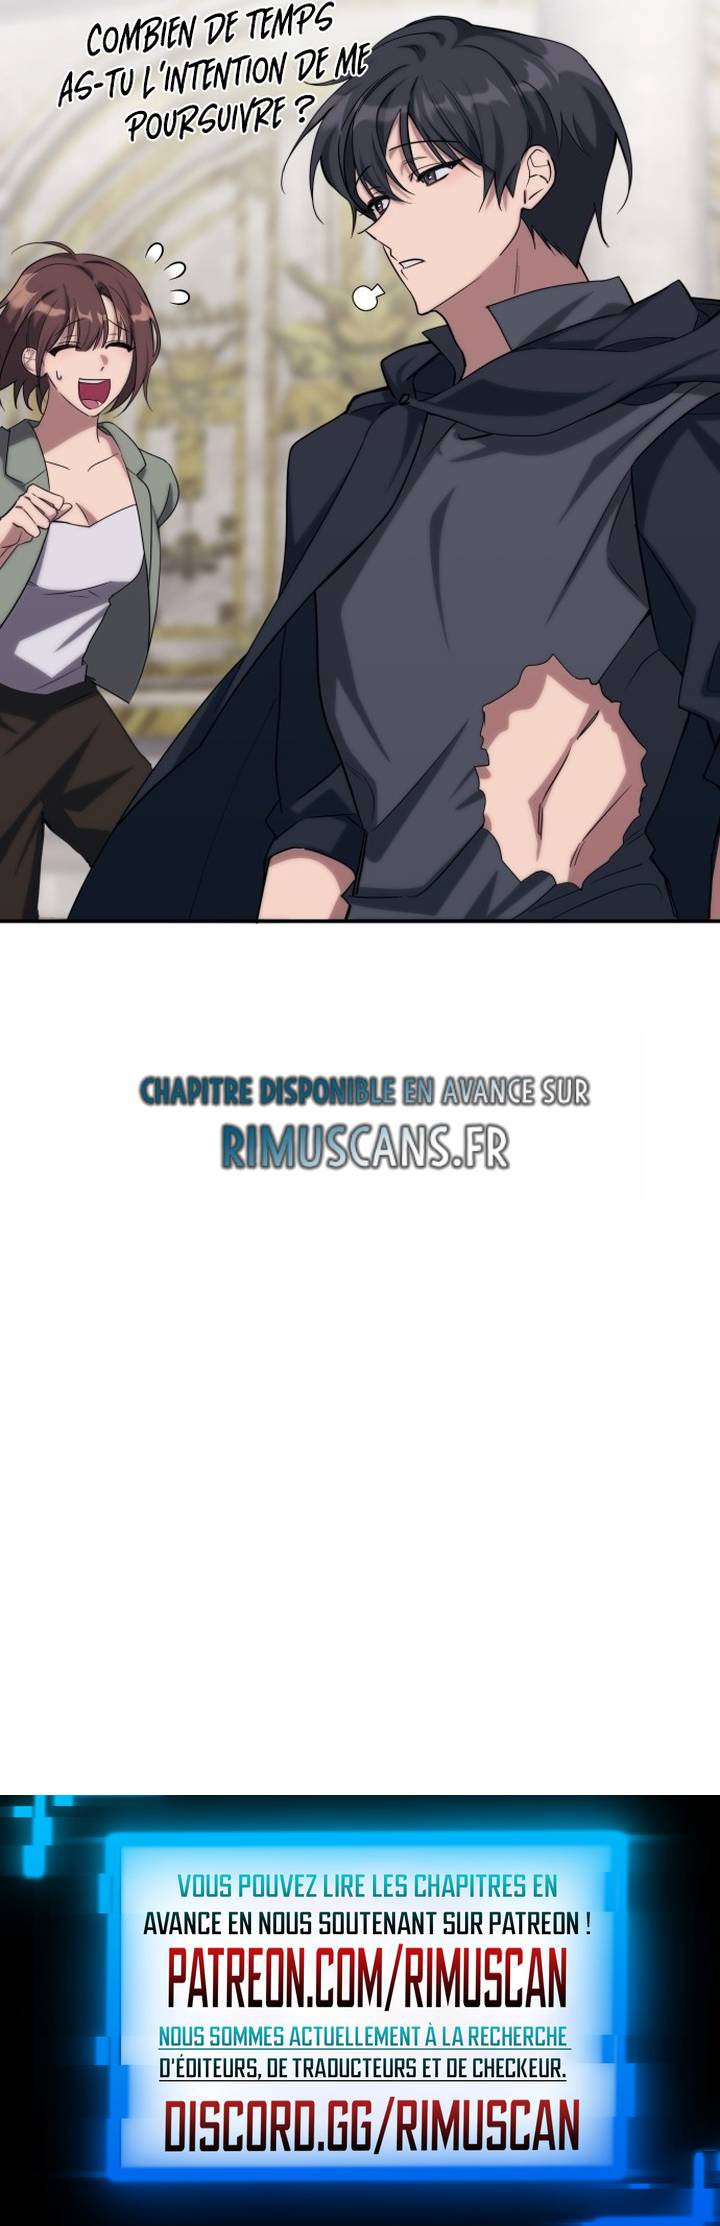 COMBIEN DE TEMPS
AS-TU L'INTENTION DE ME
POURSUIVRE ?
CHAPITRE DISPONIBLE EN AVANCE SUR
RIMUSCANS.FR
VOUS POUVEZ LIRE LES CHAPITRES EN
AVANCE EN NOUS SOUTENANT SUR PATREON !
PATREON.COM/RIMUSCAN
NOUS SOMMES ACTUELLEMENT À LA RECHERCHE
D'ÉDITEURS, DE TRADUCTEURS ET DE CHECKEUR.
DISCORD.GG/RIMUSCAN